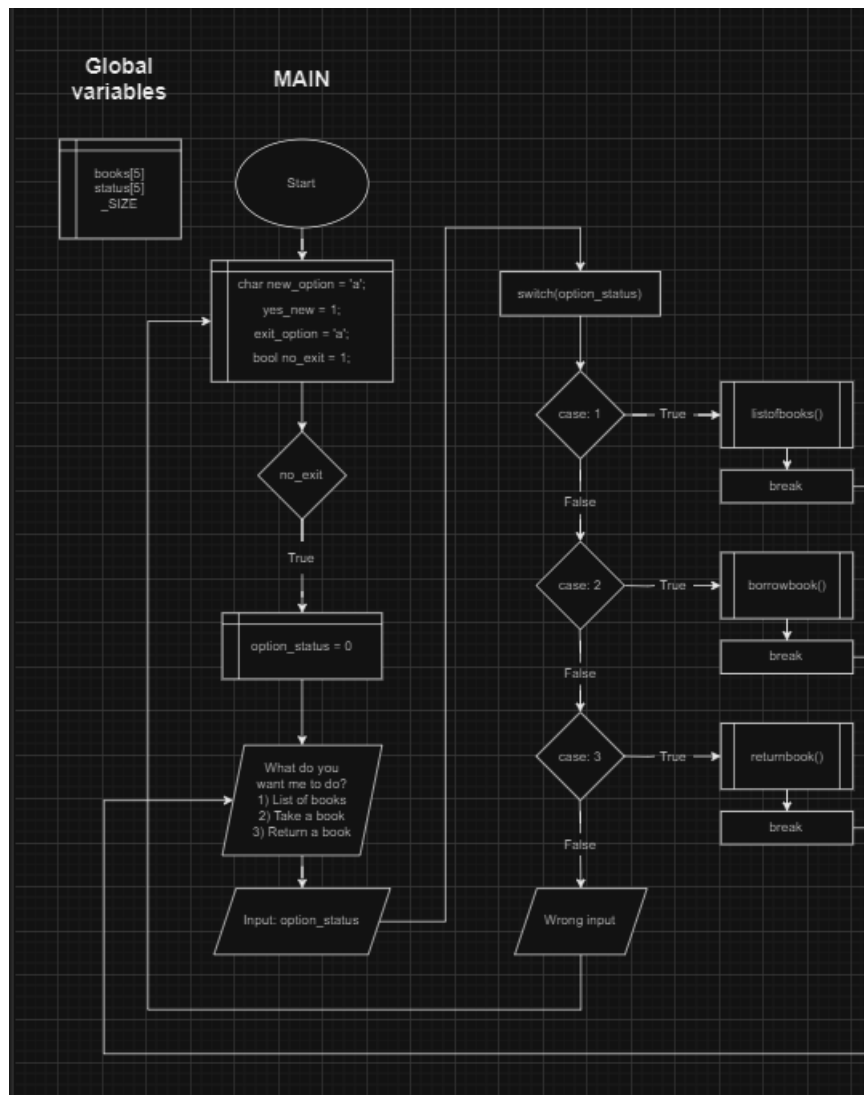 Global
variables
MAIN
books[5]
status[5]
_SIZE
Start
char new_option = 'a';
yes_new = 1;
exit_option = 'a';
bool no_exit = 1;
no_exit
True
option_status = 0
What do you
want me to do?
1) List of books
2) Take a book
3) Return a book
Input: option_status
switch(option_status)
case: 1
True
listofbooks()
break
False
case: 2
True
borrowbook()
break
False
case: 3
True
returnbook()
break
False
Wrong input